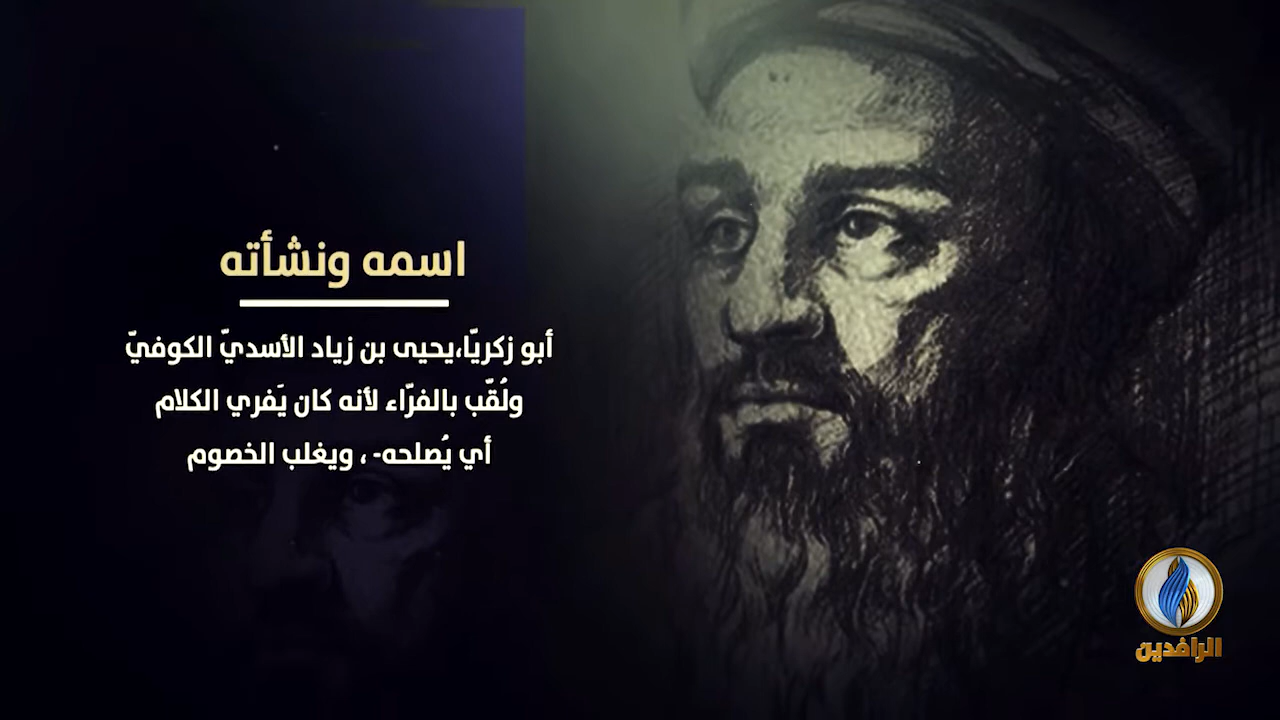 اسمه ونشأته
أبو زكريّا،يحيى بن زياد الأسديّ الكوفيّ
ولُقّب بالفرّاء لأنه كان يَفري الكلام
أي يُصلحه- ، ويغلب الخصوم
الرافدين